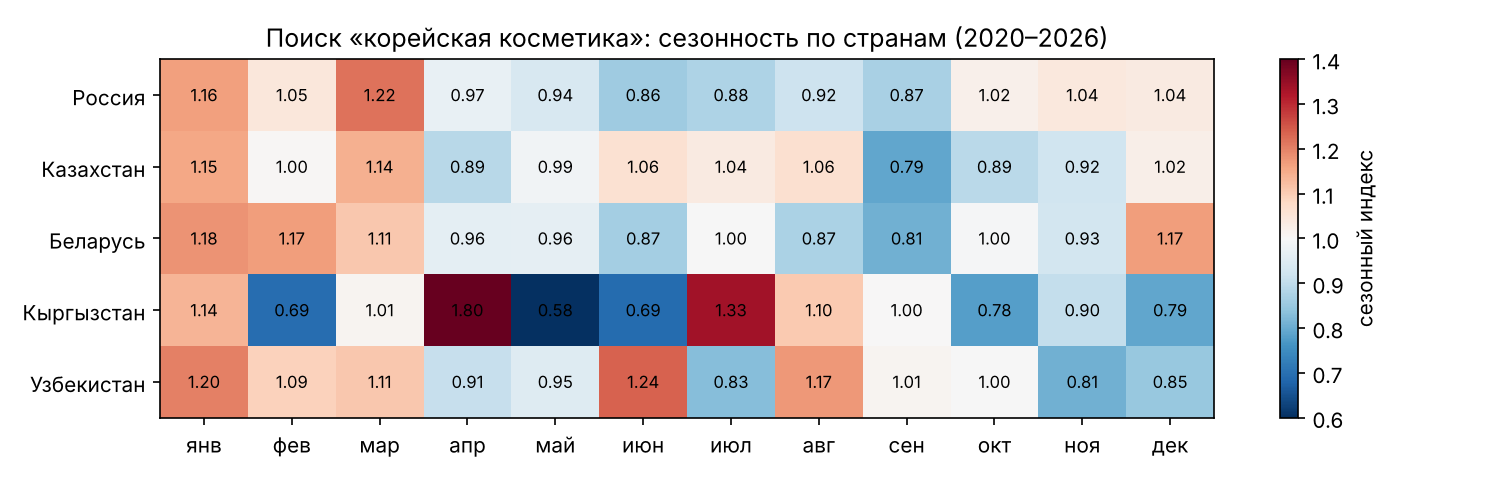 Поиск «корейская косметика»: сезонность по странам (2020–2026)
Россия 1.16 1.05 1.22 0.97 0.94 0.86 0.88 0.92 0.87 1.02 1.04 1.04
Казахстан 1.15 1.00 1.14 0.89 0.99 1.06 1.04 1.06 0.79 0.89 0.92 1.02
Беларусь 1.18 1.17 1.11 0.96 0.96 0.87 1.00 0.87 0.81 1.00 0.93 1.17
Кыргызстан 1.14 0.69 1.01 1.80 0.58 0.69 1.33 1.10 1.00 0.78 0.90 0.79
Узбекистан 1.20 1.09 1.11 0.91 0.95 1.24 0.83 1.17 1.01 1.00 0.81 0.85
янв фев мар апр май июн июл авг сен окт ноя дек
1.4
1.3
1.2
1.1
1.0
0.9
0.8
0.7
0.6
сезонный индекс